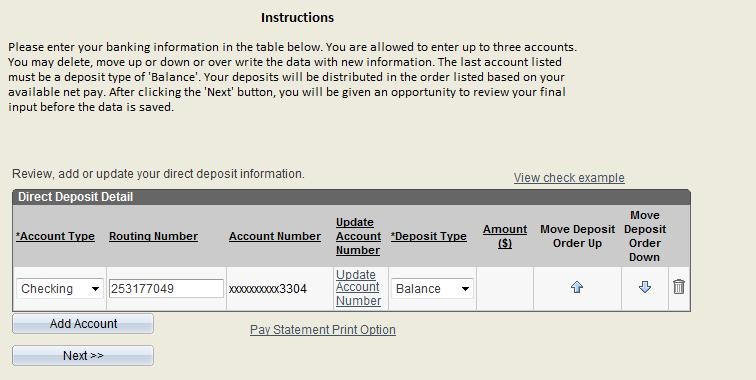 Instructions
Please enter your banking information in the table below. You are allowed to enter up to three accounts.
You may delete, move up or down or over write the data with new information. The last account listed
must be a deposit type of 'Balance'. Your deposits will be distributed in the order listed based on your
available net pay. After clicking the 'Next' button, you will be given an opportunity to review your final
input before the data is saved.
Review, add or update your direct deposit information.
View check example
Direct Deposit Detail
*Account Type Routing Number Account Number Update Account Number *Deposit Type Amount ($) Move Deposit Order Up Move Deposit Order Down
Checking 253177049 xxxxxxxxxx3304 Update Account Number Balance
Add Account
Pay Statement Print Option
Next >>